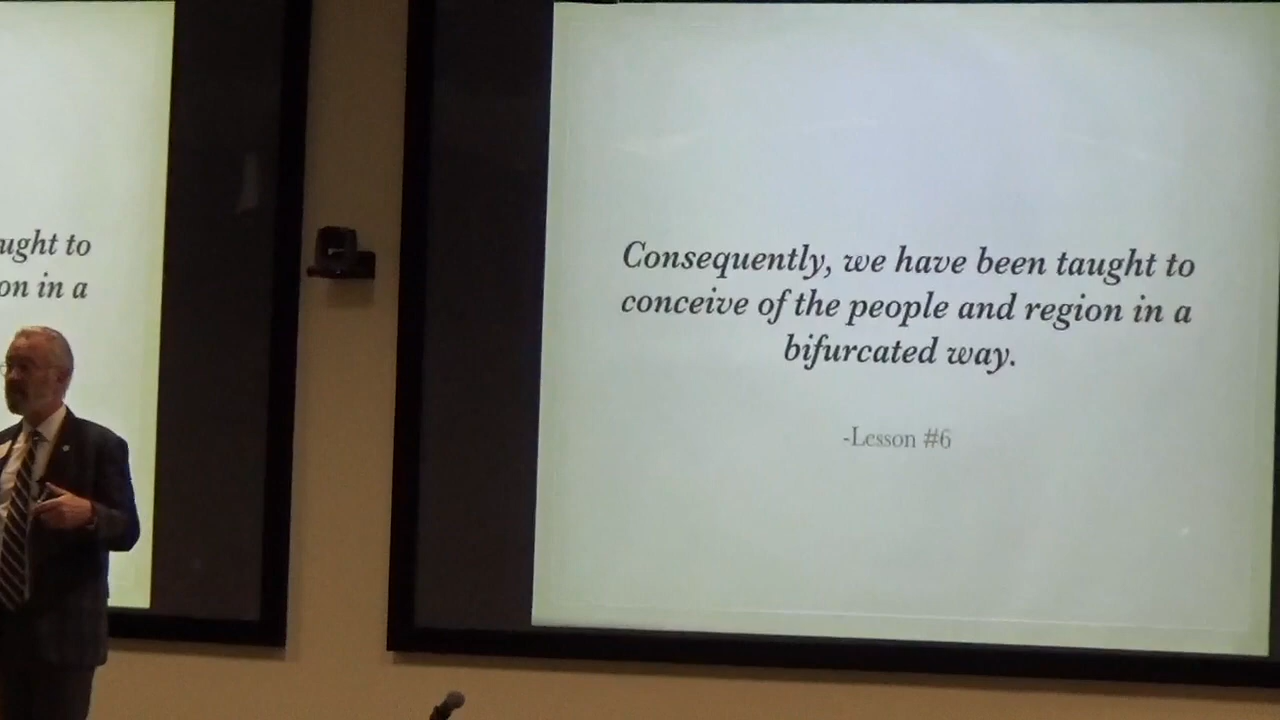 ught to
on in a
Consequently, we have been taught to
conceive of the people and region in a
bifurcated way.
-Lesson #6